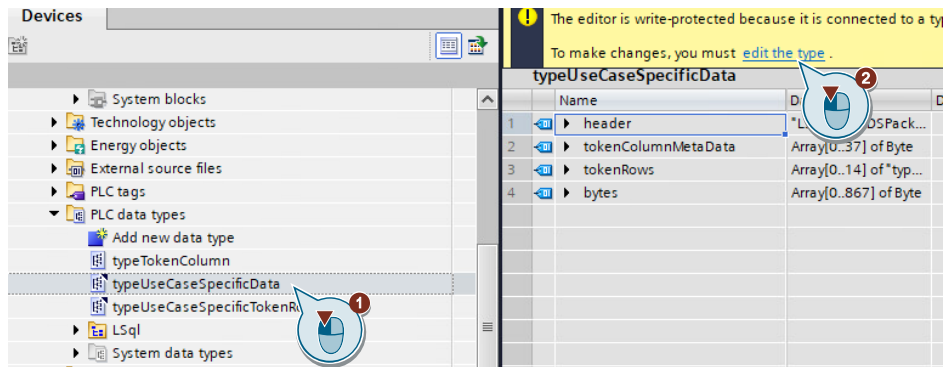 Devices
System blocks
Technology objects
Energy objects
External source files
PLC tags
PLC data types
Add new data type
typeTokenColumn
typeUseCaseSpecificData
typeUseCaseSpecificTokenR
LSql
System data types
1
The editor is write-protected because it is connected to a ty
To make changes, you must edit the type .
2
typeUseCaseSpecificData
Name D D
1 header "L DSPack...
2 tokenColumnMetaData Array[0..37] of Byte
3 tokenRows Array[0..14] of "typ...
4 bytes Array[0..867] of Byte